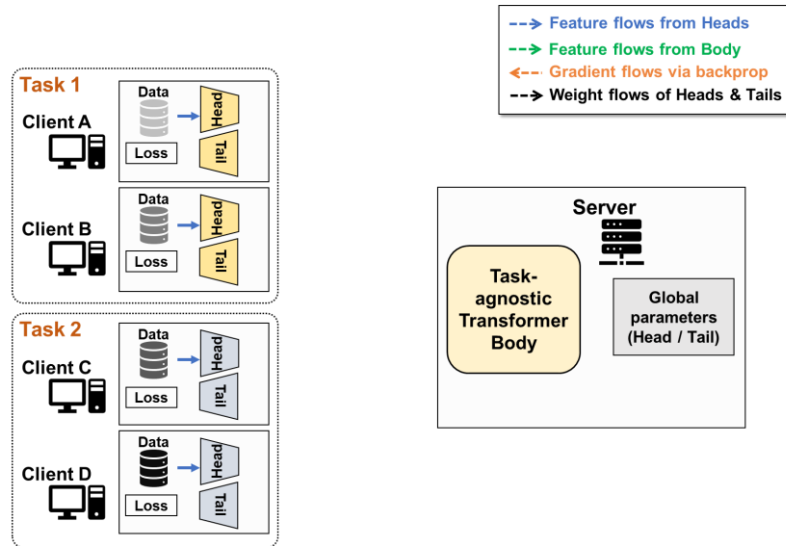 Feature flows from Heads
Feature flows from Body
Gradient flows via backprop
Weight flows of Heads & Tails
Task 1
Client A
Data
Head
Loss
Tail
Client B
Data
Head
Loss
Tail
Task 2
Client C
Data
Head
Loss
Tail
Client D
Data
Head
Loss
Tail
Server
Task-
agnostic
Transformer
Body
Global
parameters
(Head / Tail)